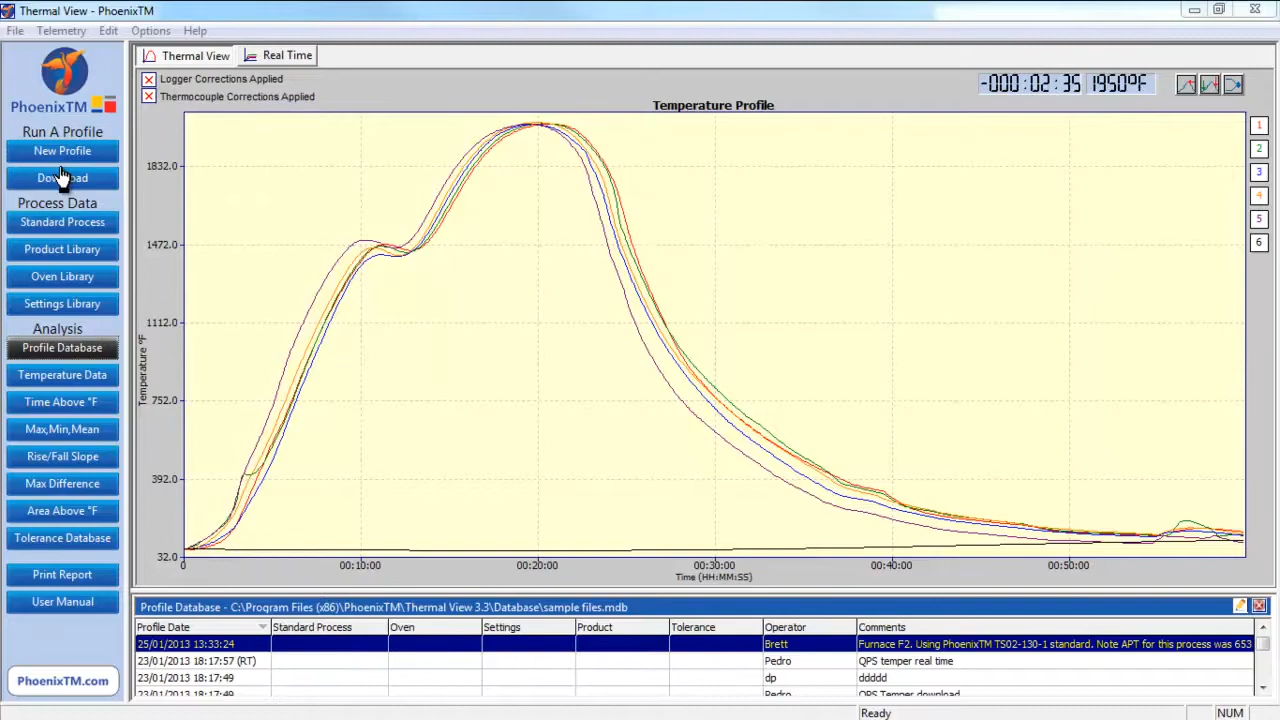 Thermal View - PhoenixTM
File Telemetry Edit Options Help
PhoenixTM
Run A Profile
New Profile
Process Data
Standard Process
Product Library
Oven Library
Settings Library
Analysis
Profile Database
Temperature Data
Time Above °F
Max,Min,Mean
Rise/Fall Slope
Max Difference
Area Above °F
Tolerance Database
Print Report
User Manual
PhoenixTM.com
Thermal View Real Time
Logger Corrections Applied
Thermocouple Corrections Applied
-000:02:35 1950°F
Temperature Profile
1832.0
1472.0
1112.0
752.0
392.0
32.0
Temperature °F
0 00:10:00 00:20:00 00:30:00 00:40:00 00:50:00
Time (HH:MM:SS)
1
2
3
4
5
6
Profile Database - C:\Program Files (x86)\PhoenixTM\Thermal View 3.3\Database\sample files.mdb
Profile Date Standard Process Oven Settings Product Tolerance Operator Comments
25/01/2013 13:33:24 Brett Furnace F2. Using PhoenixTM TS02-130-1 standard. Note APT for this process was 653
23/01/2013 18:17:57 (RT) Pedro QPS temper real time
23/01/2013 18:17:49 dp ddddd
23/01/2013 18:17:49 Pedro QPS Temper download
Ready NUM